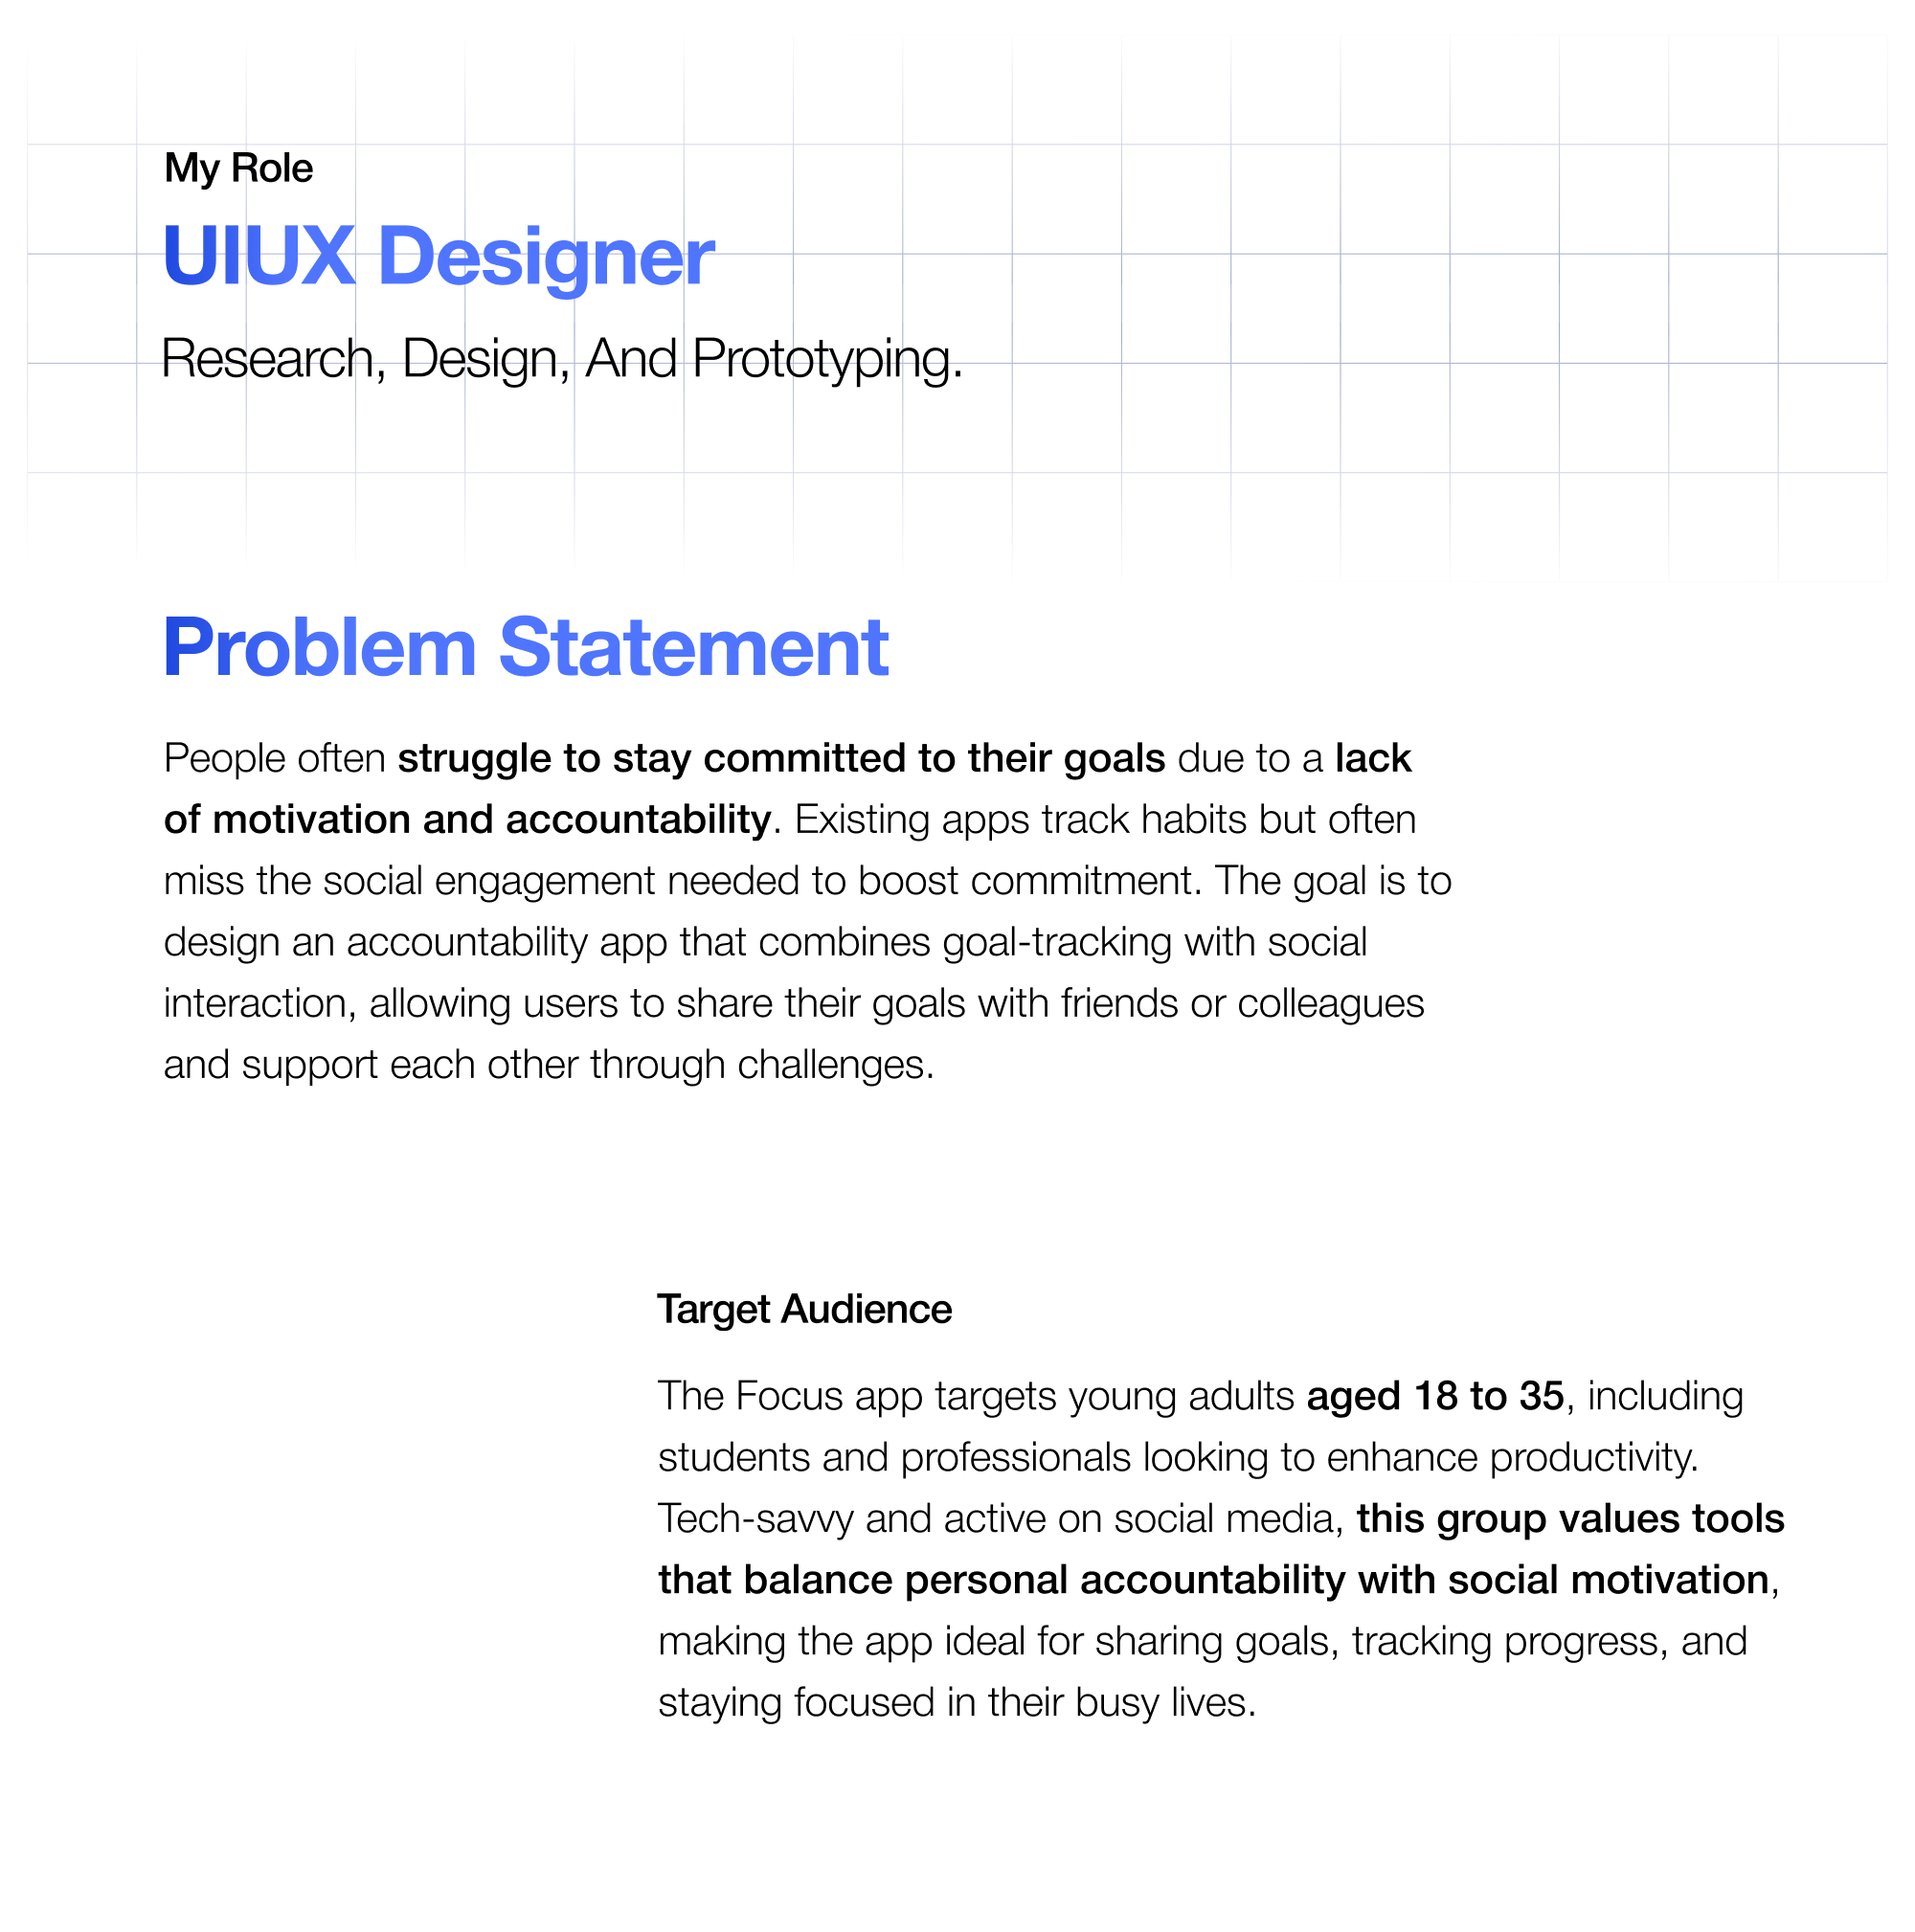 My Role
UIUX Designer
Research, Design, And Prototyping.
Problem Statement
People often struggle to stay committed to their goals due to a lack
of motivation and accountability. Existing apps track habits but often
miss the social engagement needed to boost commitment. The goal is to
design an accountability app that combines goal-tracking with social
interaction, allowing users to share their goals with friends or colleagues
and support each other through challenges.
Target Audience
The Focus app targets young adults aged 18 to 35, including
students and professionals looking to enhance productivity.
Tech-savvy and active on social media, this group values tools
that balance personal accountability with social motivation,
making the app ideal for sharing goals, tracking progress, and
staying focused in their busy lives.